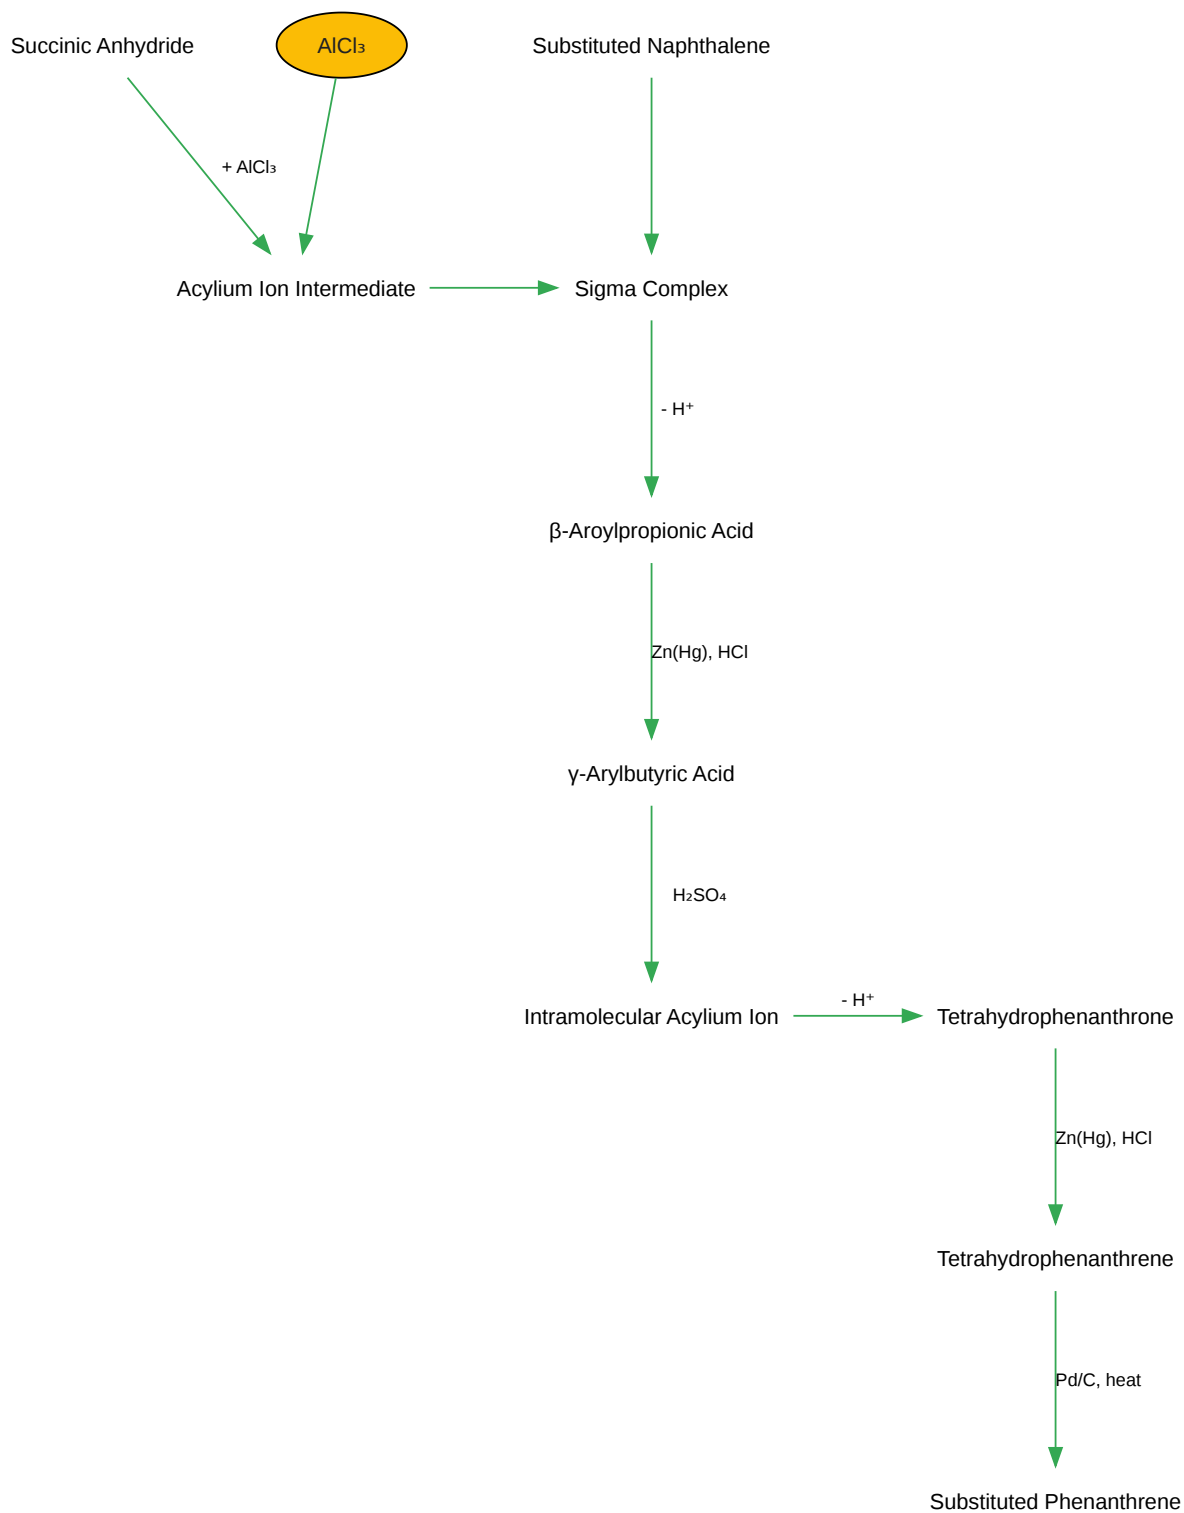 Succinic Anhydride
AlCl₃
Substituted Naphthalene
+ AlCl₃
Acylium Ion Intermediate
Sigma Complex
- H⁺
β-Aroylpropionic Acid
Zn(Hg), HCl
γ-Arylbutyric Acid
H₂SO₄
Intramolecular Acylium Ion
- H⁺
Tetrahydrophenanthrone
Zn(Hg), HCl
Tetrahydrophenanthrene
Pd/C, heat
Substituted Phenanthrene